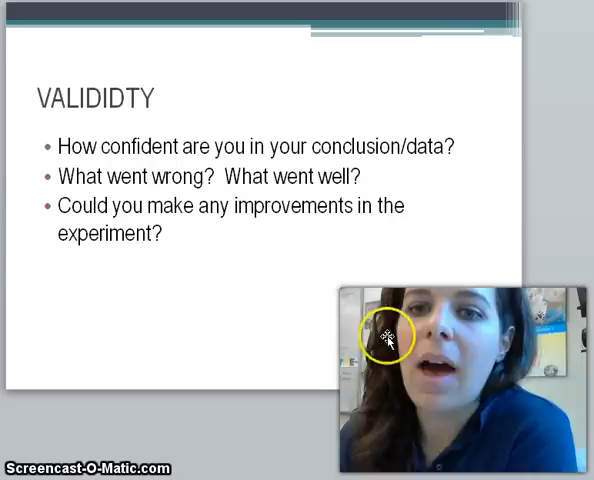 VALIDIDTY
• How confident are you in your conclusion/data?
• What went wrong?  What went well?
• Could you make any improvements in the
experiment?
Screencast-O-Matic.com